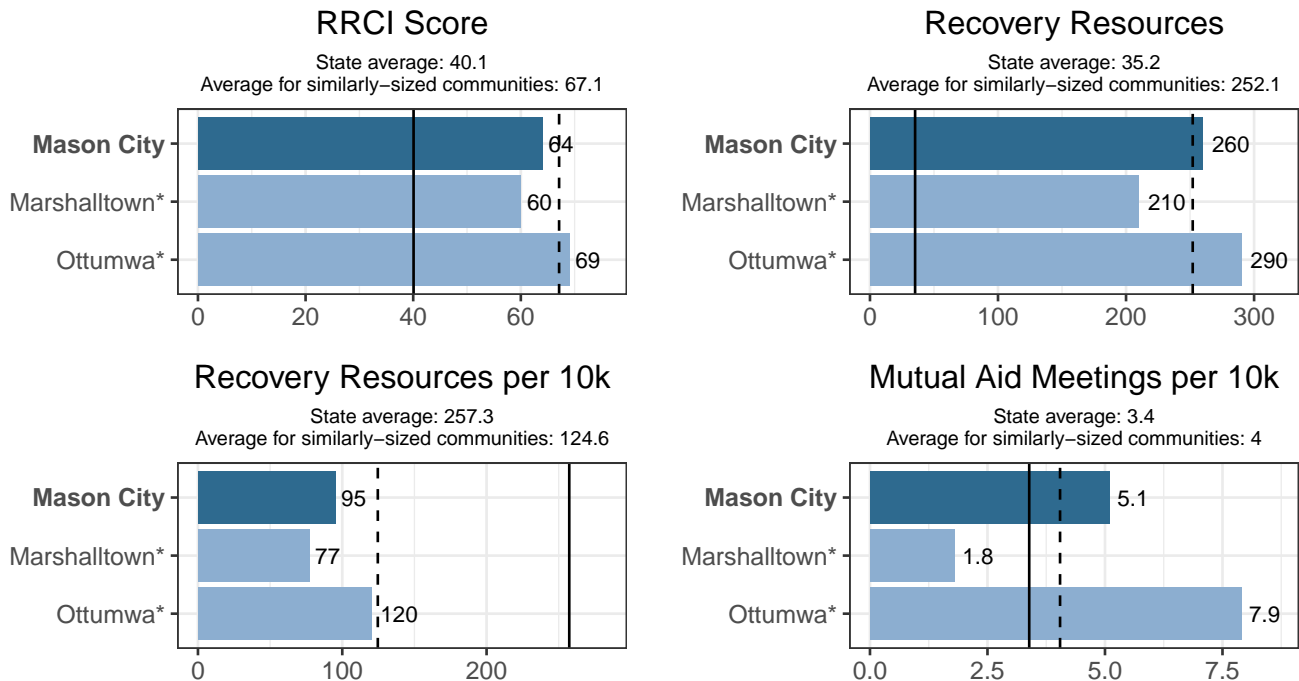 RRCI Score
State average: 40.1
Average for similarly−sized communities: 67.1
Mason City
64
Marshalltown*
60
Ottumwa*
69
0 20 40 60
Recovery Resources
State average: 35.2
Average for similarly−sized communities: 252.1
Mason City
260
Marshalltown*
210
Ottumwa*
290
0 100 200 300
Recovery Resources per 10k
State average: 257.3
Average for similarly−sized communities: 124.6
Mason City
95
Marshalltown*
77
Ottumwa*
120
0 100 200
Mutual Aid Meetings per 10k
State average: 3.4
Average for similarly−sized communities: 4
Mason City
5.1
Marshalltown*
1.8
Ottumwa*
7.9
0.0 2.5 5.0 7.5